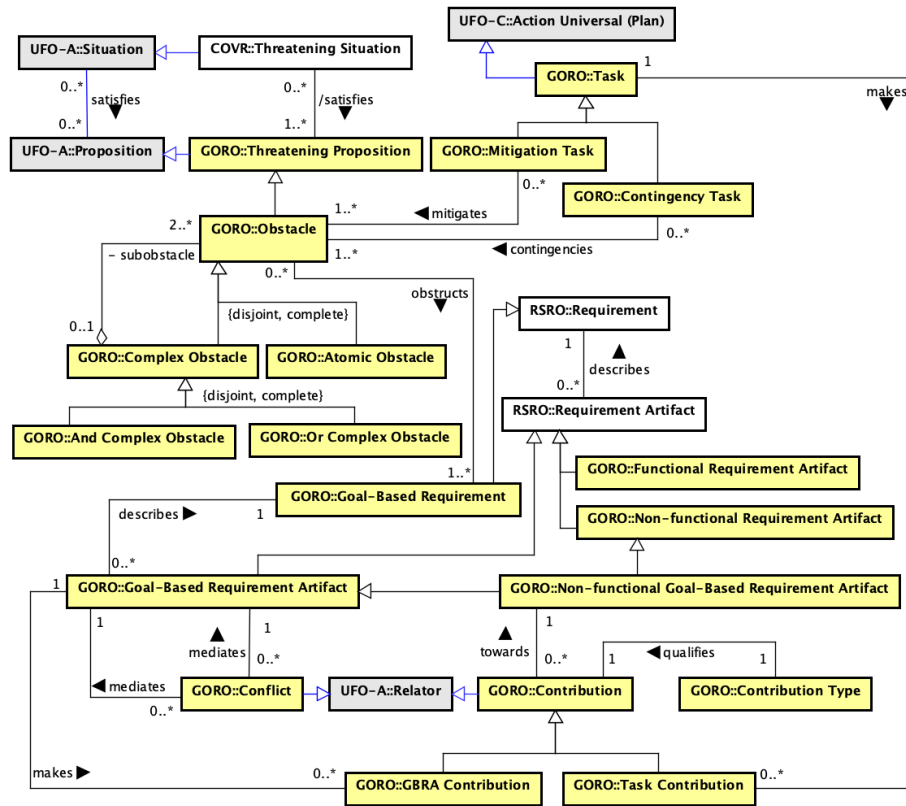 UFO-C::Action Universal (Plan)
UFO-A::Situation
COVR::Threatening Situation
GORO::Task
1
makes ▼
0..*
satisfies ▼
0..*
0..*
/satisfies ▼
1..*
UFO-A::Proposition
GORO::Threatening Proposition
GORO::Mitigation Task
0..*
GORO::Contingency Task
0..*
1..*
◀ mitigates
2..*
GORO::Obstacle
1..*
◀ contingencies
- subobstacle
0..*
obstructs ▼
{disjoint, complete}
0..1
RSRO::Requirement
1
▲ describes
0..*
GORO::Complex Obstacle
GORO::Atomic Obstacle
{disjoint, complete}
RSRO::Requirement Artifact
GORO::And Complex Obstacle
GORO::Or Complex Obstacle
GORO::Functional Requirement Artifact
1..*
GORO::Goal-Based Requirement
describes ▶
1
GORO::Non-functional Requirement Artifact
0..*
1
GORO::Goal-Based Requirement Artifact
GORO::Non-functional Goal-Based Requirement Artifact
1
1
▲ mediates
0..*
1
▲ towards
0..*
1
◀ qualifies
1
◀ mediates
0..*
GORO::Conflict
UFO-A::Relator
GORO::Contribution
GORO::Contribution Type
makes ▶
0..*
GORO::GBRA Contribution
GORO::Task Contribution
0..*